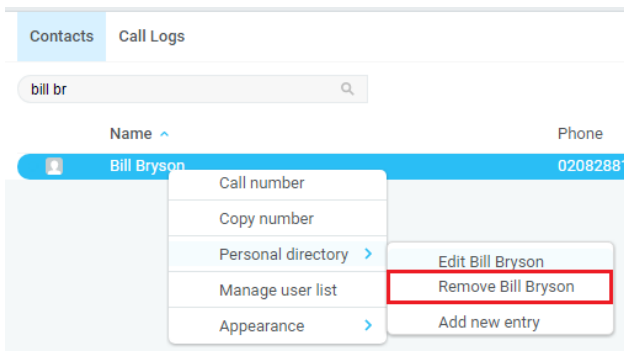 Contacts Call Logs
bill br
Name Phone
Bill Bryson 02082881
Call number
Copy number
Personal directory
Manage user list
Appearance
Edit Bill Bryson
Remove Bill Bryson
Add new entry